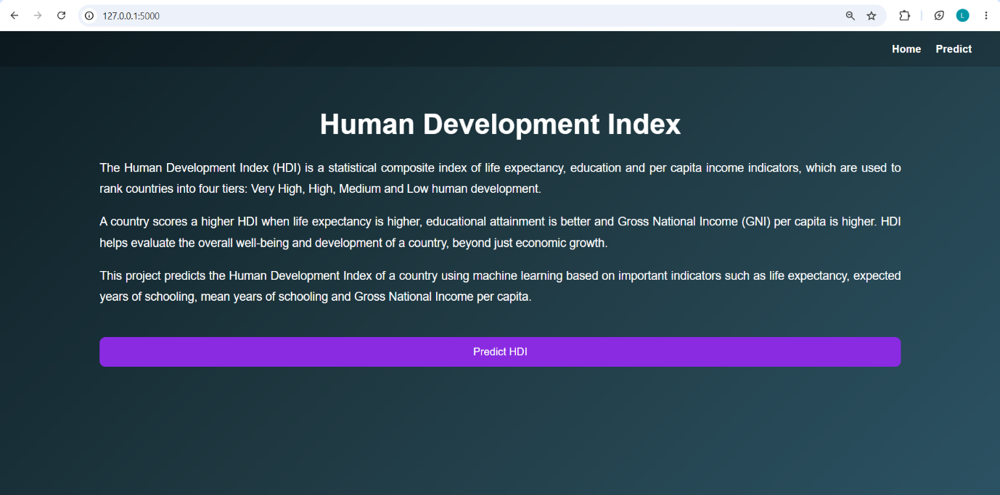 127.0.0.1:5000
L
Home Predict
Human Development Index
The Human Development Index (HDI) is a statistical composite index of life expectancy, education and per capita income indicators, which are used to
rank countries into four tiers: Very High, High, Medium and Low human development.
A country scores a higher HDI when life expectancy is higher, educational attainment is better and Gross National Income (GNI) per capita is higher. HDI
helps evaluate the overall well-being and development of a country, beyond just economic growth.
This project predicts the Human Development Index of a country using machine learning based on important indicators such as life expectancy, expected
years of schooling, mean years of schooling and Gross National Income per capita.
Predict HDI